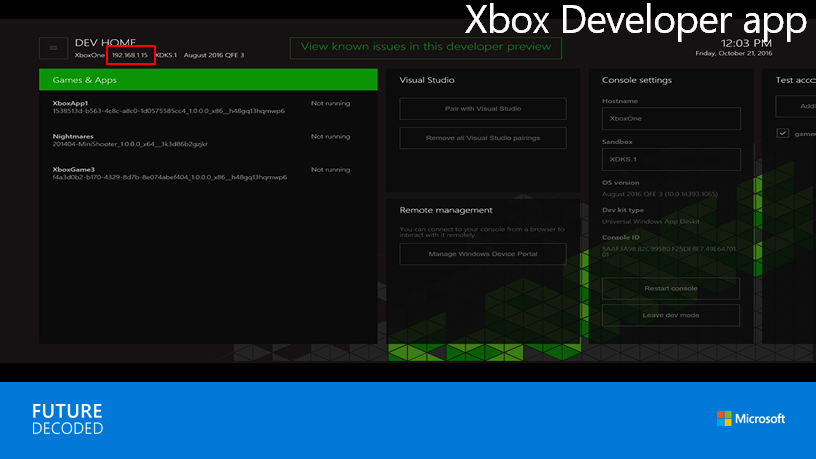 Xbox Developer app
DEV HOME
XboxOne 192.168.1.15 XDKS.1 August 2016 QFE 3
View known issues in this developer preview
12:03 PM
Friday, October 21, 2016
Games & Apps
XboxApp1 Not running
1538513d-b563-4c8c-a8c0-1d0575585cc4_1.0.0.0_x86__h48gq13hqmwp6
Nightmares Not running
201404-MiniShooter_1.0.0.0_x64__3k3d86b2gzjkr
XboxGame3 Not running
f4a3d0b2-b170-4329-8d7b-8e074abef404_1.0.0.0_x86__h48gq13hqmwp6
Visual Studio
Pair with Visual Studio
Remove all Visual Studio pairings
Remote management
You can connect to your console from a browser to
interact with it remotely.
Manage Windows Device Portal
Console settings
Hostname
XboxOne
Sandbox
XDKS.1
OS version
August 2016 QFE 3 (10.0.14393.1065)
Dev kit type
Universal Windows App Devkit
Console ID
Restart console
Leave dev mode
Test acco
Add
game
FUTURE
DECODED
Microsoft